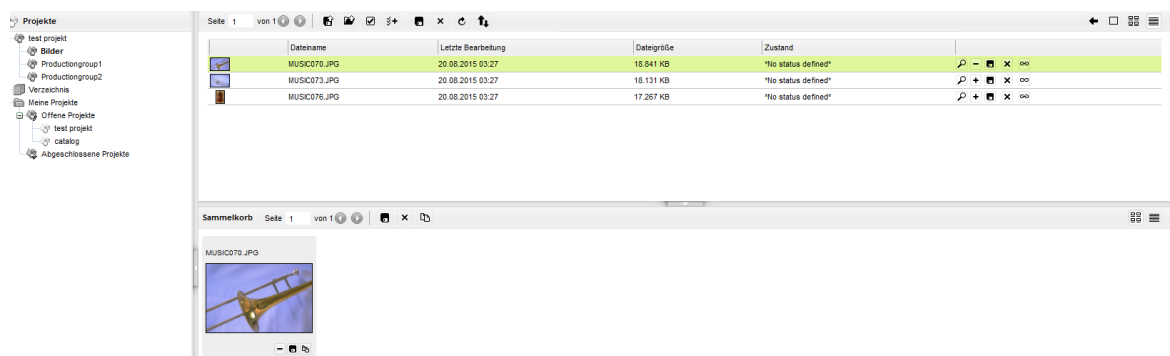 Projekte
test projekt
Bilder
Productiongroup1
Productiongroup2
Verzeichnis
Meine Projekte
Offene Projekte
test projekt
catalog
Abgeschlossene Projekte
Seite 1 von 1
Dateiname Letzte Bearbeitung Dateigröße Zustand
MUSIC070.JPG 20.08.2015 03:27 18.841 KB *No status defined*
MUSIC073.JPG 20.08.2015 03:27 18.131 KB *No status defined*
MUSIC076.JPG 20.08.2015 03:27 17.267 KB *No status defined*
Sammelkorb Seite 1 von 1
MUSIC070.JPG